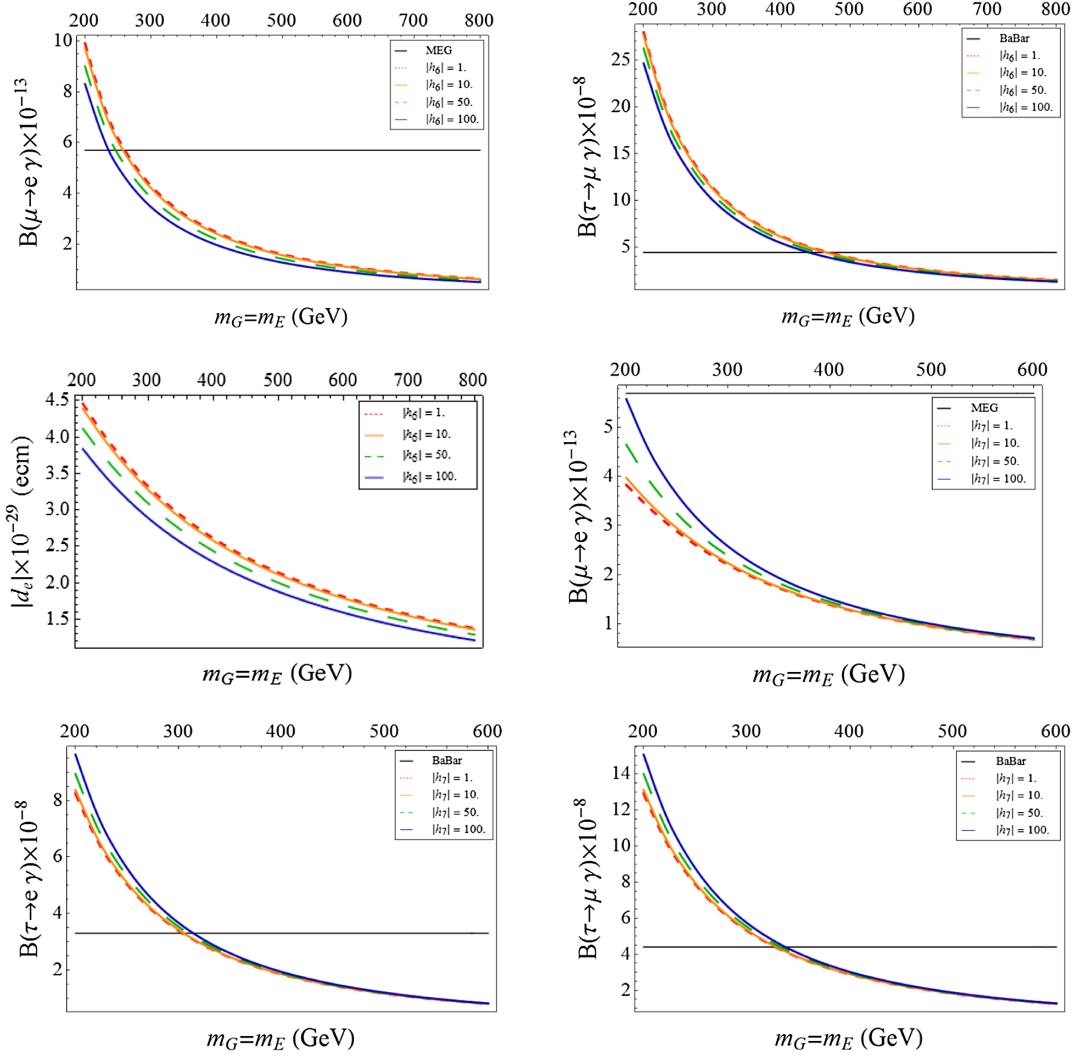 200 300 400 500 600 700 800
10
8
6
4
2
B(μ→e γ)×10⁻¹³
MEG
|h₆| = 1.
|h₆| = 10.
|h₆| = 50.
|h₆| = 100.
m_G=m_E (GeV)
200 300 400 500 600 700 800
25
20
15
10
5
B(τ→μ γ)×10⁻⁸
BaBar
|h₆| = 1.
|h₆| = 10.
|h₆| = 50.
|h₆| = 100.
m_G=m_E (GeV)
200 300 400 500 600 700 800
4.5
4.0
3.5
3.0
2.5
2.0
1.5
|d_e|×10⁻²⁹ (ecm)
|h₆| = 1.
|h₆| = 10.
|h₆| = 50.
|h₆| = 100.
m_G=m_E (GeV)
200 300 400 500 600
5
4
3
2
1
B(μ→e γ)×10⁻¹³
MEG
|h₇| = 1.
|h₇| = 10.
|h₇| = 50.
|h₇| = 100.
m_G=m_E (GeV)
200 300 400 500 600
8
6
4
2
B(τ→e γ)×10⁻⁸
BaBar
|h₇| = 1.
|h₇| = 10.
|h₇| = 50.
|h₇| = 100.
m_G=m_E (GeV)
200 300 400 500 600
14
12
10
8
6
4
2
B(τ→μ γ)×10⁻⁸
BaBar
|h₇| = 1.
|h₇| = 10.
|h₇| = 50.
|h₇| = 100.
m_G=m_E (GeV)